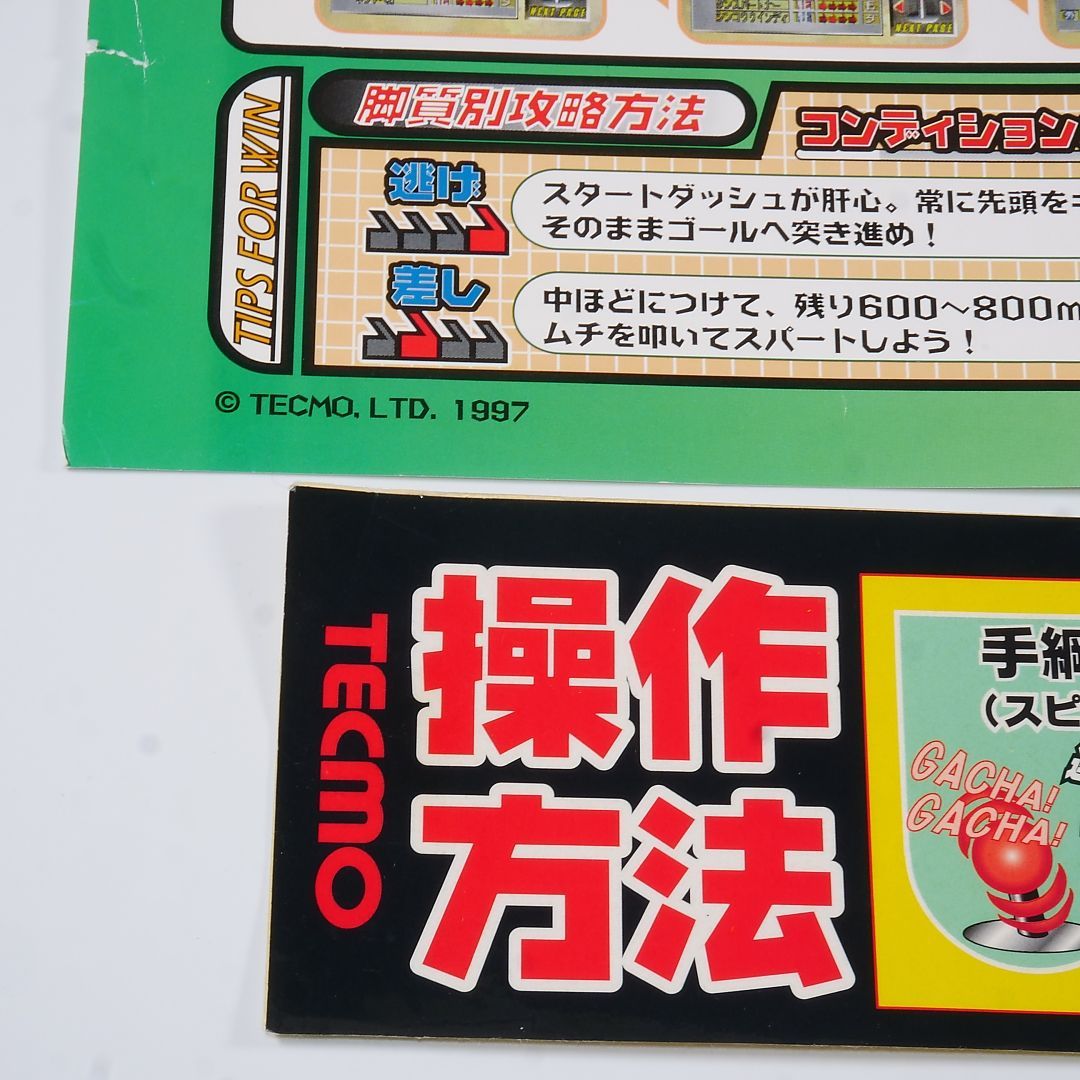 NEXT PAGE
NEXT PAGE
TIPS FOR WIN
脚質別攻略方法
コンディション
逃げ
スタートダッシュが肝心。常に先頭を
そのままゴールへ突き進め！
差し
中ほどにつけて、残り600〜800m
ムチを叩いてスパートしよう！
© TECMO, LTD. 1997
TECMO
操作
方法
手綱
（スピ
GACHA!
GACHA!